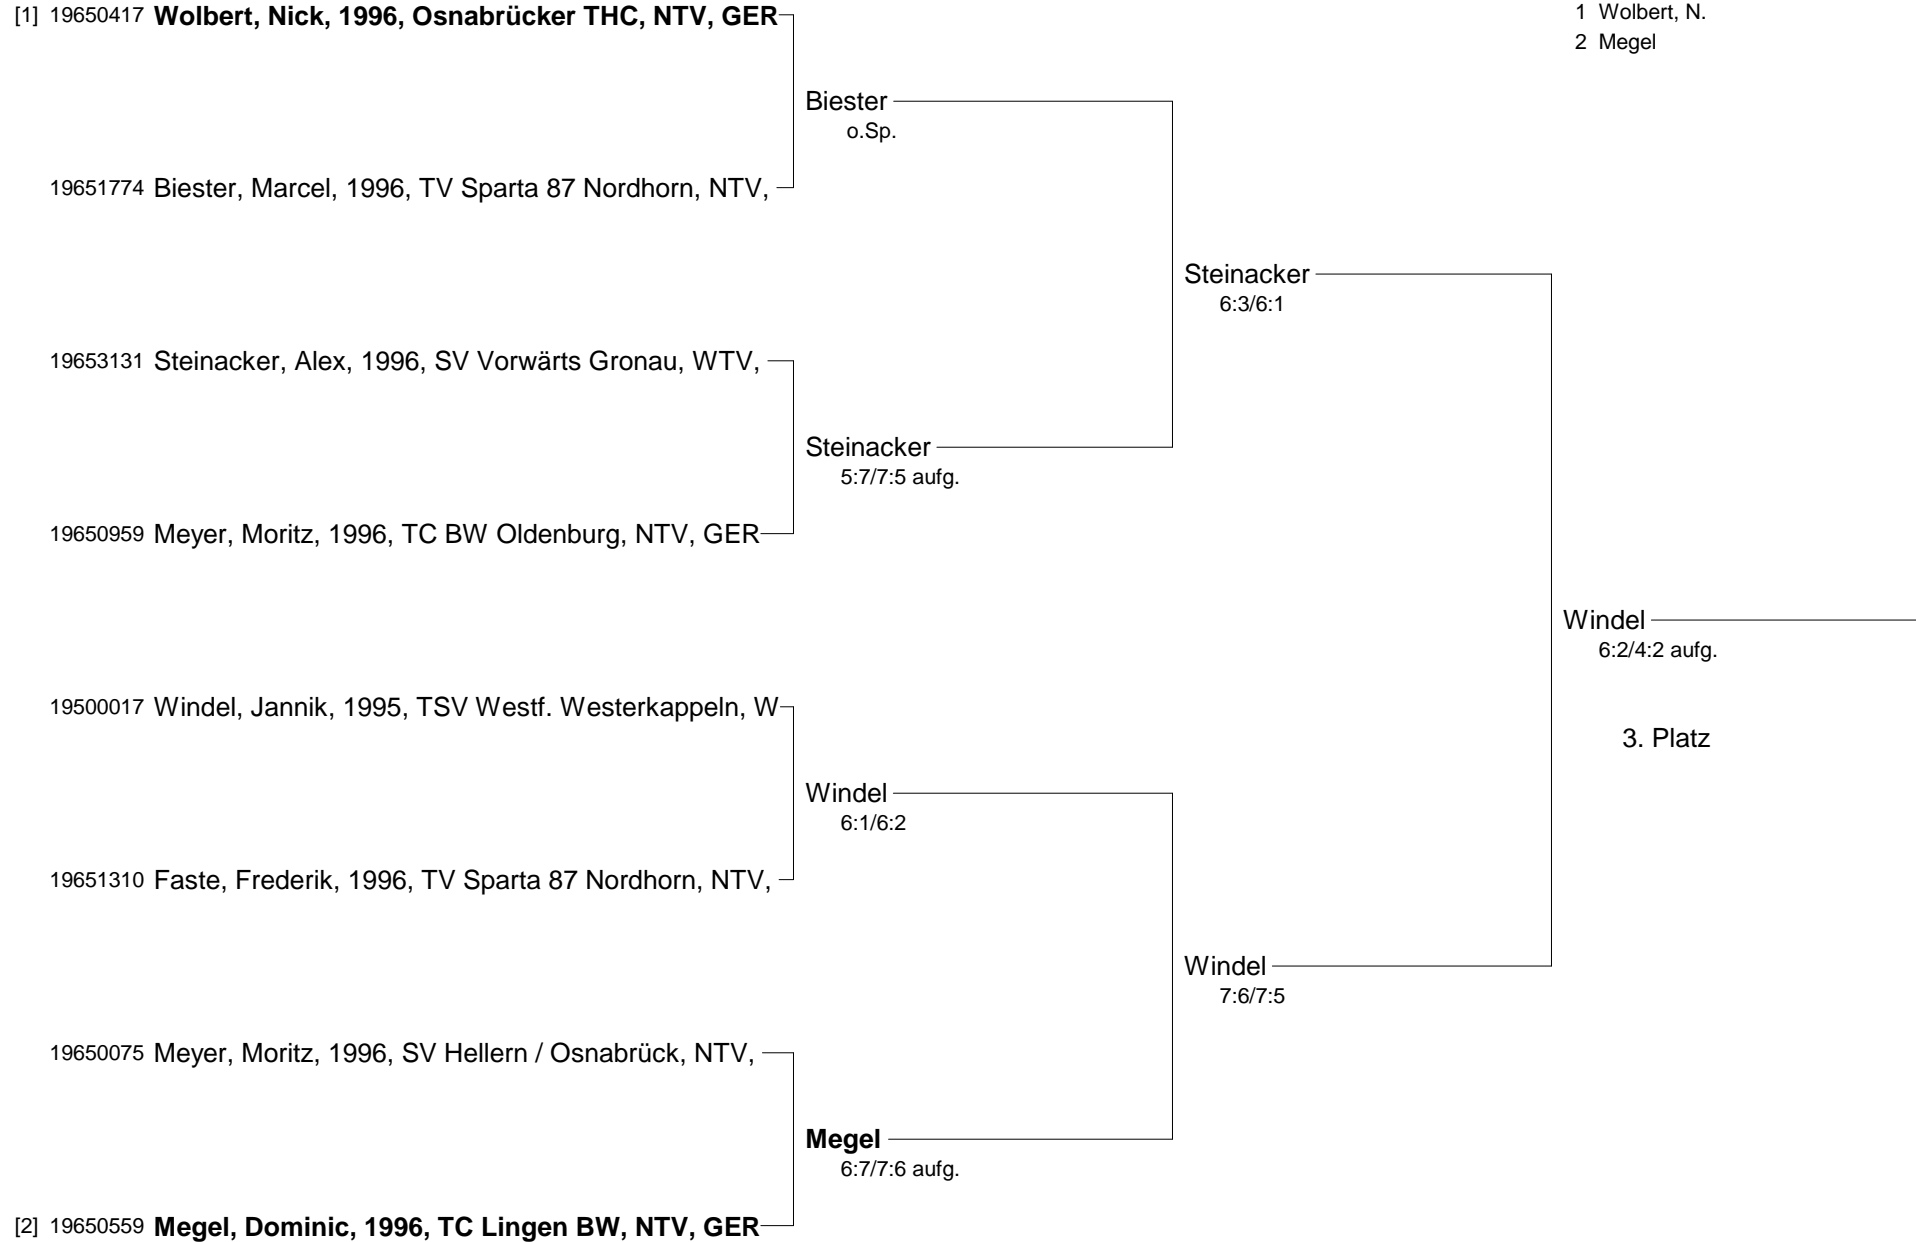 [1] 19650417 Wolbert, Nick, 1996, Osnabrücker THC, NTV, GER
1 Wolbert, N.
2 Megel
Biester
o.Sp.
19651774 Biester, Marcel, 1996, TV Sparta 87 Nordhorn, NTV,
Steinacker
6:3/6:1
19653131 Steinacker, Alex, 1996, SV Vorwärts Gronau, WTV,
Steinacker
5:7/7:5 aufg.
19650959 Meyer, Moritz, 1996, TC BW Oldenburg, NTV, GER
Windel
6:2/4:2 aufg.
19500017 Windel, Jannik, 1995, TSV Westf. Westerkappeln, W
3. Platz
Windel
6:1/6:2
19651310 Faste, Frederik, 1996, TV Sparta 87 Nordhorn, NTV,
Windel
7:6/7:5
19650075 Meyer, Moritz, 1996, SV Hellern / Osnabrück, NTV,
Megel
6:7/7:6 aufg.
[2] 19650559 Megel, Dominic, 1996, TC Lingen BW, NTV, GER